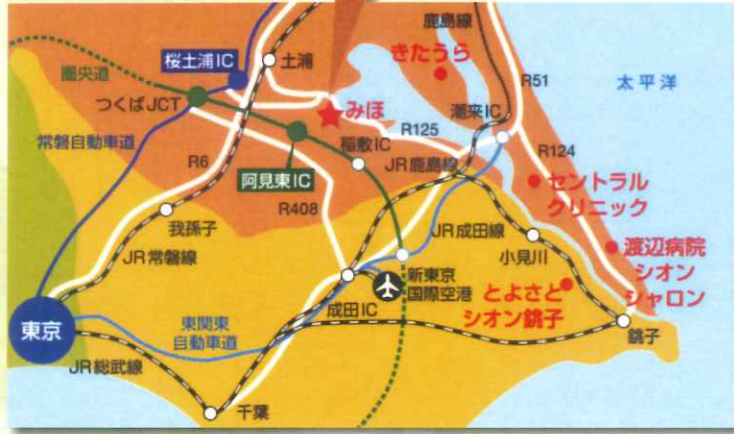 鹿島線
きたうら
桜土浦IC
土浦
R51
太平洋
圏央道
つくばJCT
みほ
潮来IC
常磐自動車道
R125
稲敷IC
R124
R6
JR鹿島線
阿見東IC
セントラル
クリニック
R408
我孫子
JR成田線
小見川
JR常磐線
渡辺病院
シオン
シャロン
新東京
国際空港
とよさと
シオン銚子
成田IC
東京
東関東
自動車道
銚子
JR総武線
千葉